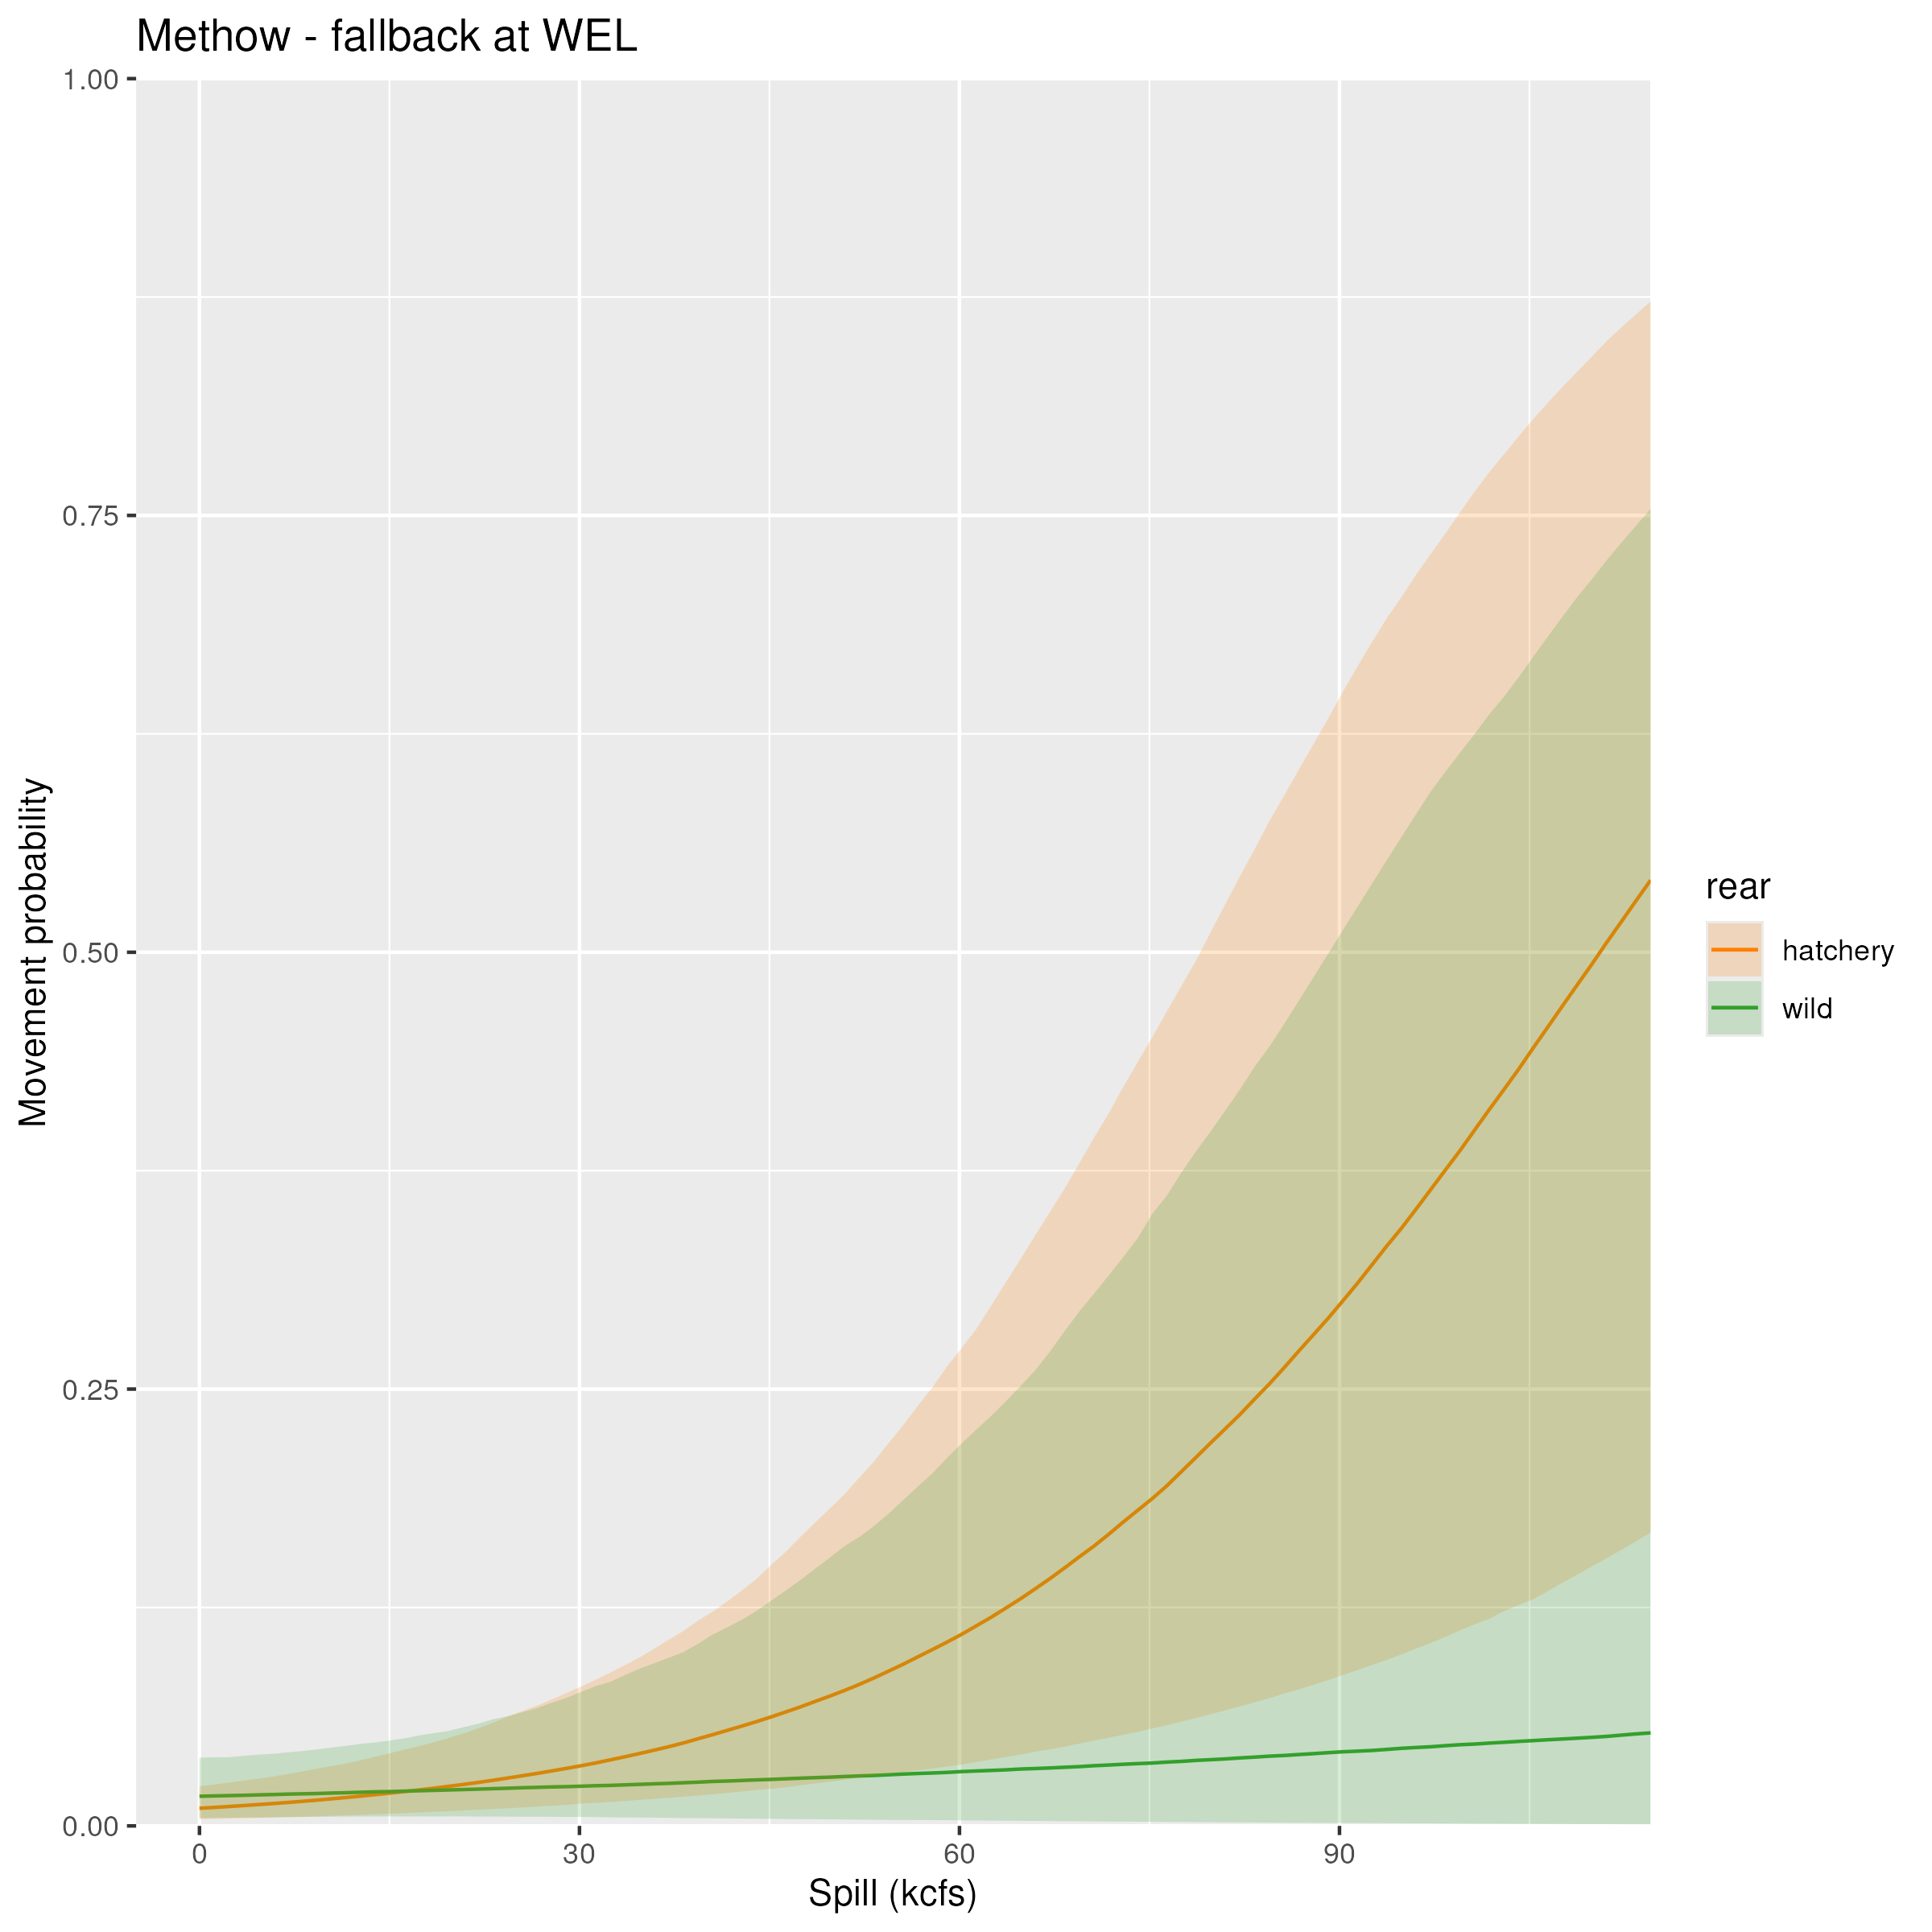 Methow - fallback at WEL
1.00
0.75
0.50
0.25
0.00
Movement probability
0
30
60
90
Spill (kcfs)
rear
hatchery
wild